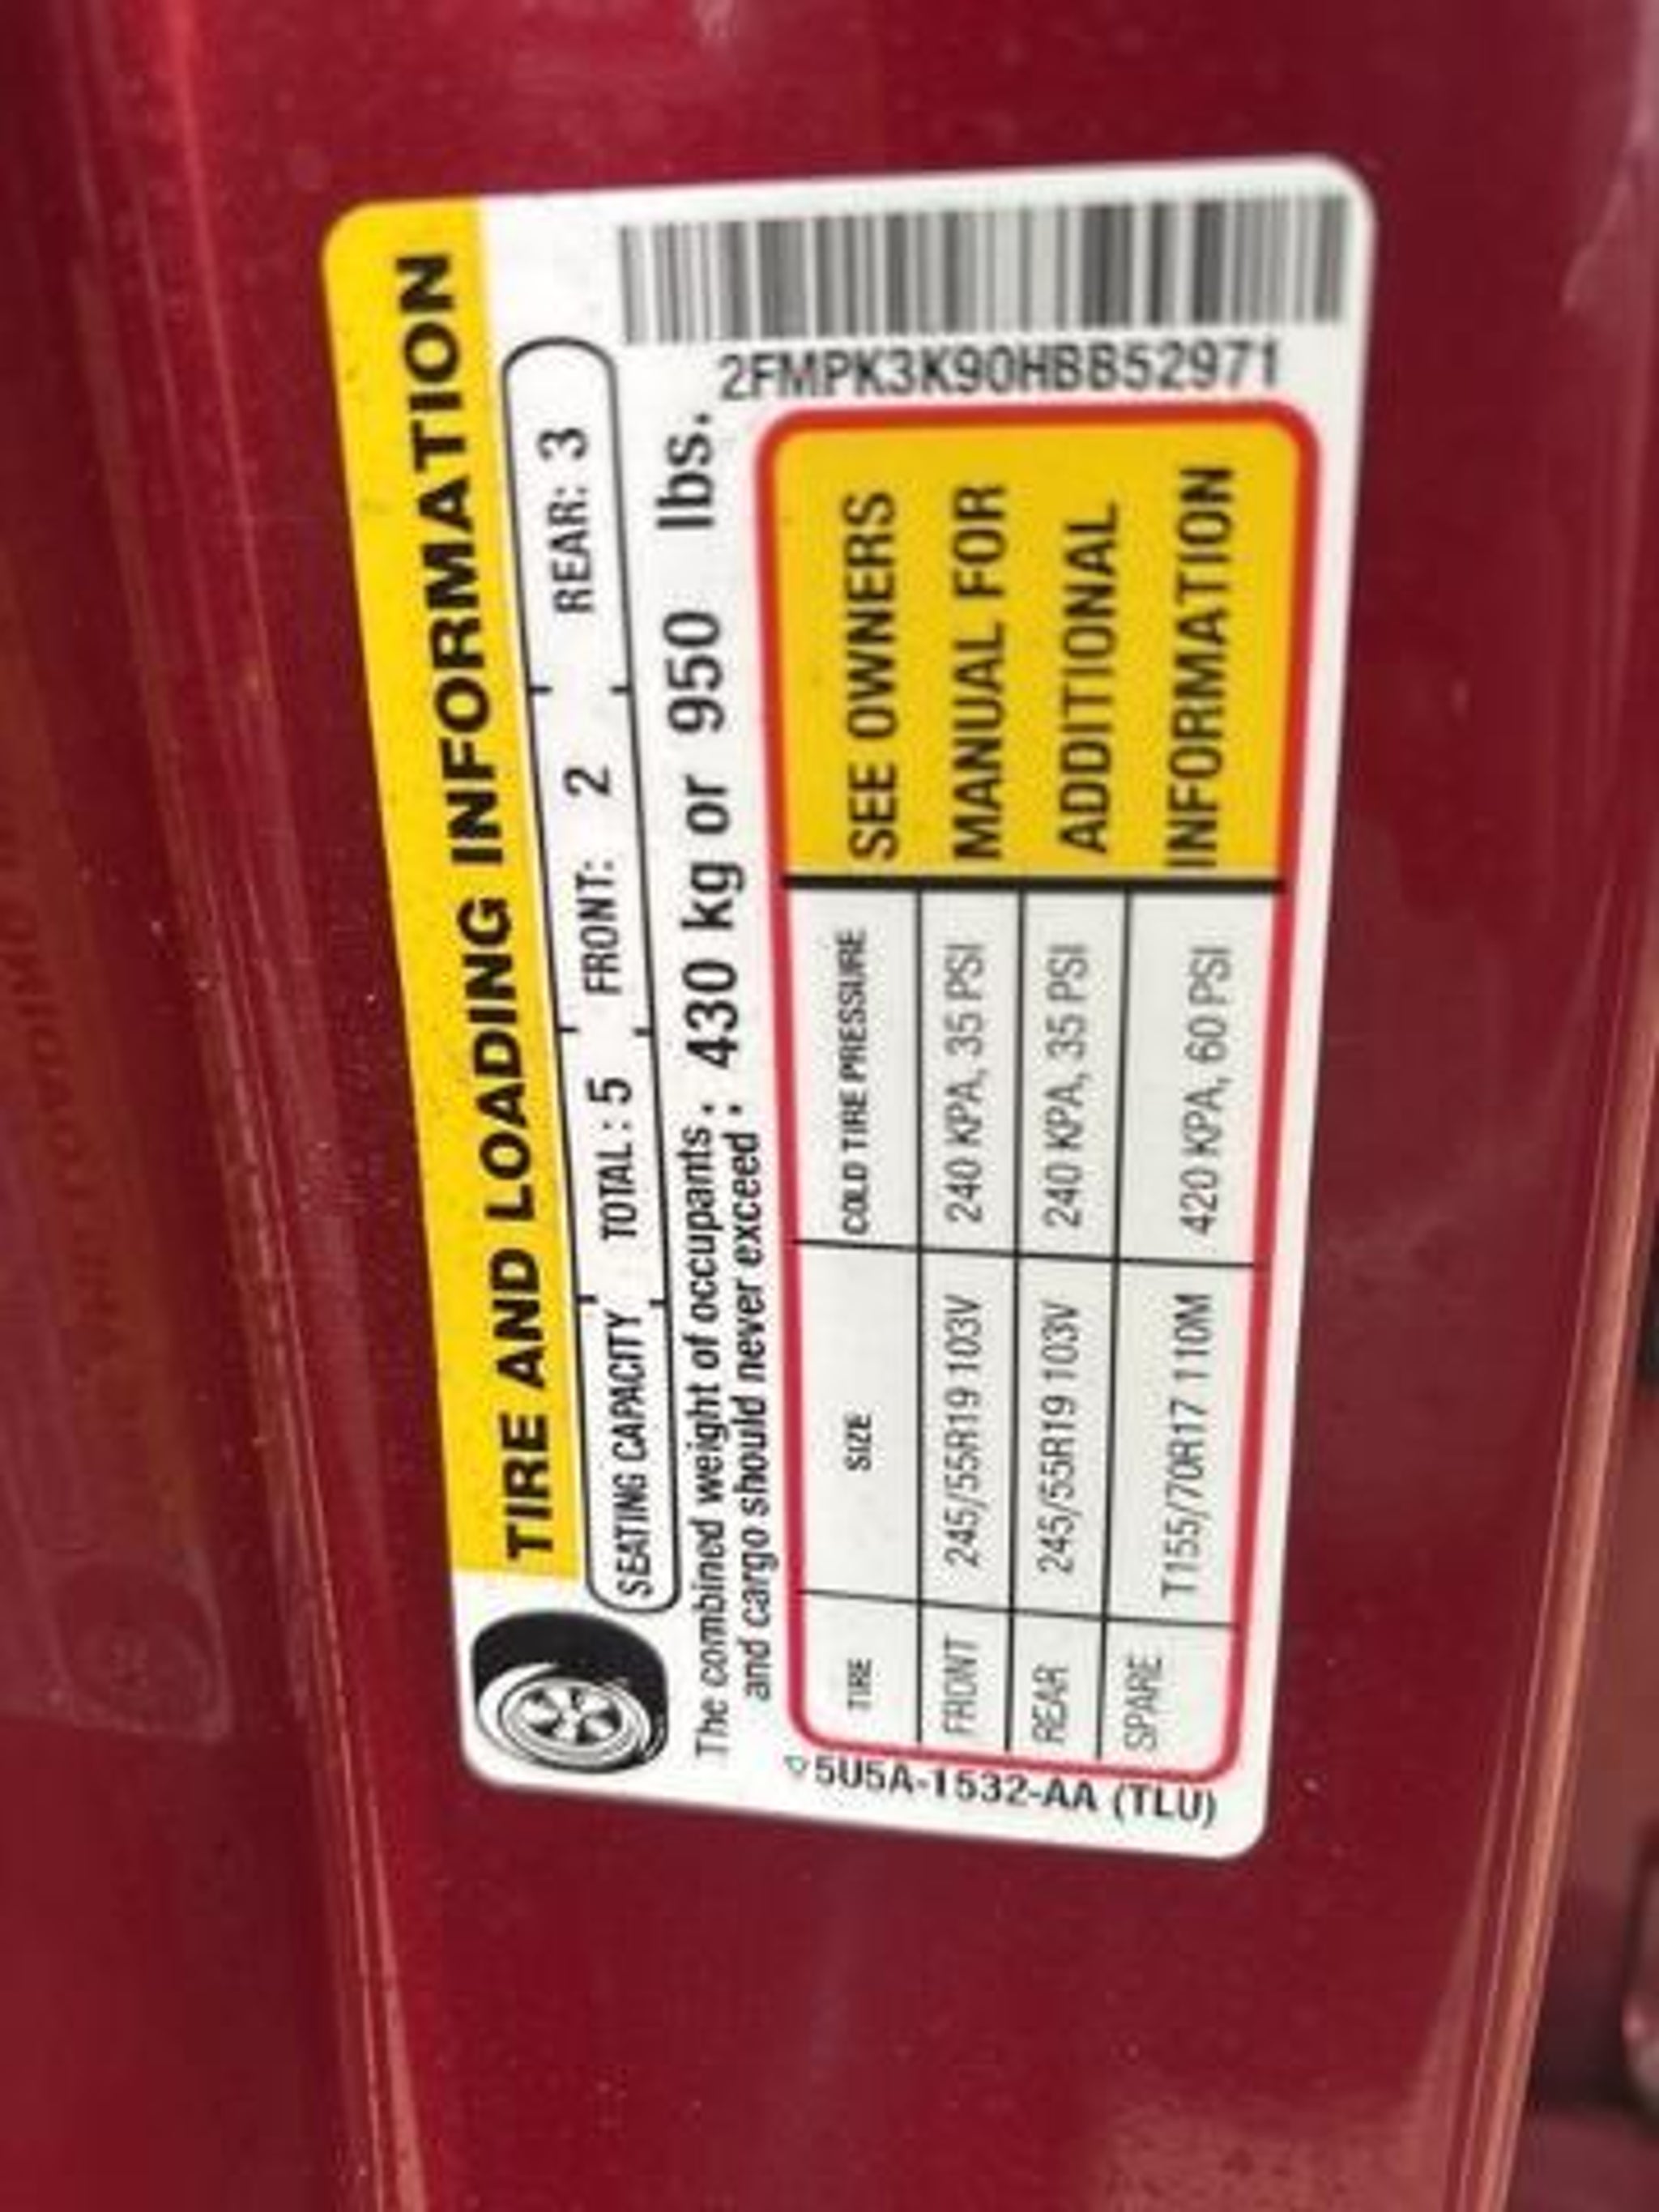 TIRE AND LOADING INFORMATION
SEATING CAPACITY TOTAL: 5 FRONT: 2 REAR: 3
The combined weight of occupants : 430 kg or 950 lbs.
and cargo should never exceed :
2FMPK3K90HBB52971
TIRE SIZE COLD TIRE PRESSURE
FRONT 245/55R19 103V 240 KPA, 35 PSI
REAR 245/55R19 103V 240 KPA, 35 PSI
SPARE T155/70R17 110M 420 KPA, 60 PSI
SEE OWNERS
MANUAL FOR
ADDITIONAL
INFORMATION
5U5A-1532-AA (TLU)